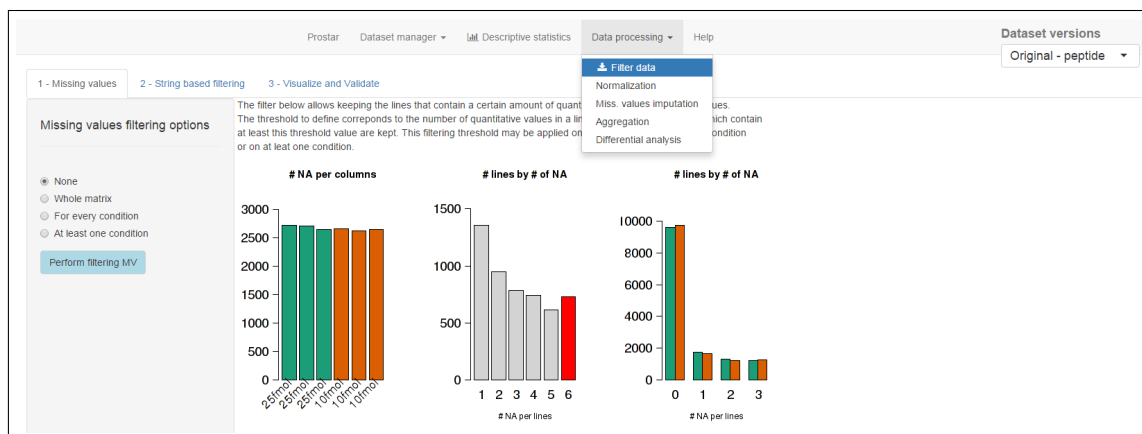 Prostar Dataset manager Descriptive statistics Data processing Help
Dataset versions
Original - peptide
Filter data
Normalization
Miss. values imputation
Aggregation
Differential analysis
1 - Missing values 2 - String based filtering 3 - Visualize and Validate
Missing values filtering options
None
Whole matrix
For every condition
At least one condition
Perform filtering MV
The filter below allows keeping the lines that contain a certain amount of quant ues.
The threshold to define correponds to the number of quantitative values in a li hich contain
at least this threshold value are kept. This filtering threshold may be applied on ondition
or on at leat one condition.
# NA per columns
3000
2500
2000
1500
1000
500
0
25fmol 25fmol 25fmol 10fmol 10fmol 10fmol
# lines by # of NA
1500
1000
500
0
1 2 3 4 5 6
# NA per lines
# lines by # of NA
10000
8000
6000
4000
2000
0
0 1 2 3
# NA per lines